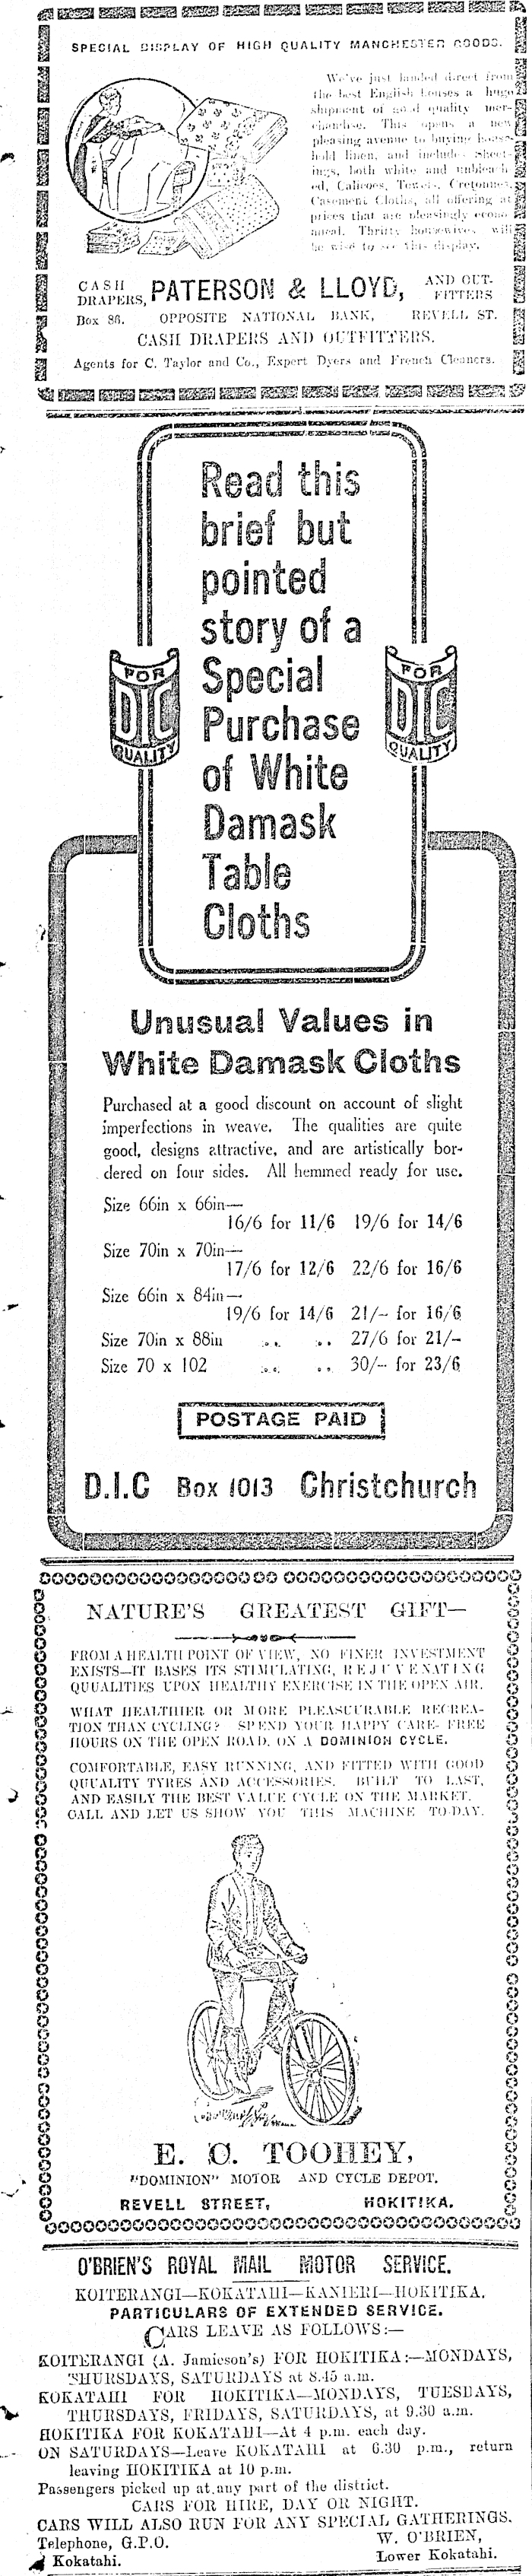 SPECIAL DISPLAY OF HIGH QUALITY MANCHESTER GOODS.
We've just landed direct from
the best English houses a huge
shipment of good quality mer-
chandise. This opens a new
pleasing avenue to buying house-
hold linen, and includes Sheet-
ings, both white and unbleach-
ed, Calicoes, Towels, Cretonnes,
Casement Cloths, all offering at
prices that are pleasingly econo-
mical. Thrifty housewives will
be wise to see this display.
CASH DRAPERS, PATERSON & LLOYD, AND OUT-FITTERS
Box 86. OPPOSITE NATIONAL BANK, REVELL ST.
CASH DRAPERS AND OUTFITTERS.
Agents for C. Taylor and Co., Expert Dyers and French Cleaners.
Read this
brief but
pointed
story of a
Special
Purchase
of White
Damask
Table
Cloths
FOR
DIC
QUALITY
FOR
DIC
QUALITY
Unusual Values in
White Damask Cloths
Purchased at a good discount on account of slight
imperfections in weave. The qualities are quite
good, designs attractive, and are artistically bor-
dered on four sides. All hemmed ready for use.
Size 66in x 66in—
16/6 for 11/6 19/6 for 14/6
Size 70in x 70in—
17/6 for 12/6 22/6 for 16/6
Size 66in x 84in—
19/6 for 14/6 21/- for 16/6
Size 70in x 88in .. .. 27/6 for 21/-
Size 70 x 102 .. .. 30/- for 23/6
POSTAGE PAID
D.I.C Box 1013 Christchurch
NATURE'S GREATEST GIFT—
FROM A HEALTH POINT OF VIEW, NO FINER INVESTMENT
EXISTS—IT BASES ITS STIMULATING, REJUVENATING
QUUALITIES UPON HEALTHY EXERCISE IN THE OPEN AIR.
WHAT HEALTHIER OR MORE PLEASUURABLE RECREA-
TION THAN CYCLING? SPEND YOUR HAPPY CARE- FREE
HOURS ON THE OPEN ROAD, ON A DOMINION CYCLE.
COMFORTABLE, EASY RUNNING, AND FITTED WITH GOOD
QUUALITY TYRES AND ACCESSORIES. BUILT TO LAST,
AND EASILY THE BEST VALUE CYCLE ON THE MARKET.
CALL AND LET US SHOW YOU THIS MACHINE TO-DAY.
E. C. TOOHEY,
"DOMINION" MOTOR AND CYCLE DEPOT.
REVELL STREET, HOKITIKA.
O'BRIEN'S ROYAL MAIL MOTOR SERVICE.
KOITERANGI—KOKATAHI—KANIERI—HOKITIKA.
PARTICULARS OF EXTENDED SERVICE.
CARS LEAVE AS FOLLOWS:—
KOITERANGI (A. Jamieson's) FOR HOKITIKA:—MONDAYS,
THURSDAYS, SATURDAYS at 8.45 a.m.
KOKATAHI FOR HOKITIKA—MONDAYS, TUESDAYS,
THURSDAYS, FRIDAYS, SATURDAYS, at 9.30 a.m.
HOKITIKA FOR KOKATAHI—At 4 p.m. each day.
ON SATURDAYS—Leave KOKATAHI at 6.30 p.m., return
leaving HOKITIKA at 10 p.m.
Passengers picked up at any part of the district.
CARS FOR HIRE, DAY OR NIGHT.
CARS WILL ALSO RUN FOR ANY SPECIAL GATHERINGS.
Telephone, G.P.O. W. O'BRIEN,
Kokatahi. Lower Kokatahi.